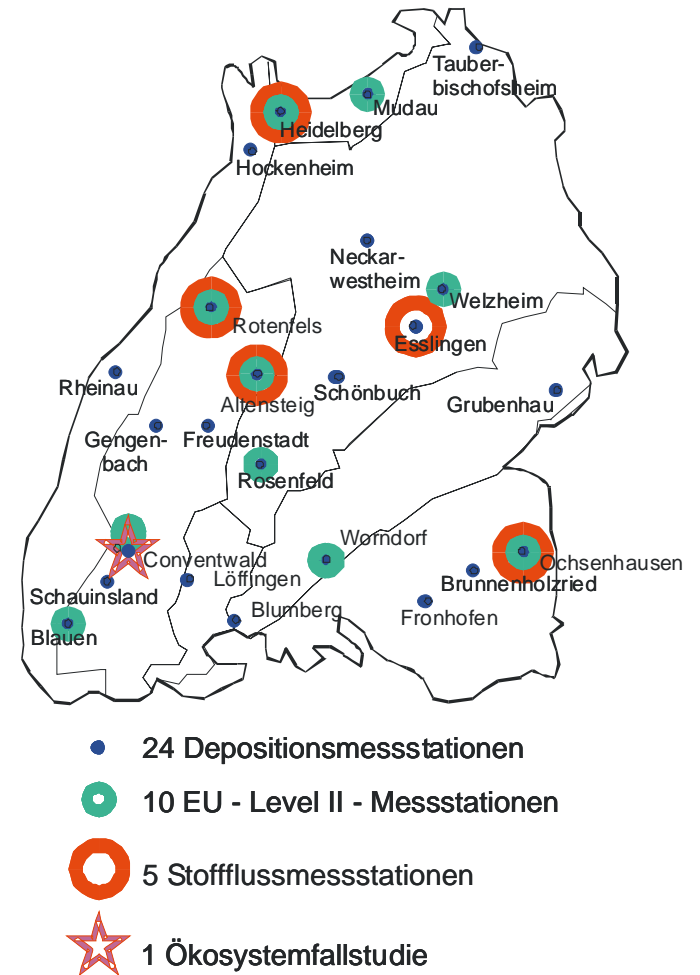 Tauber-
bischofsheim
Mudau
Heidelberg
Hockenheim
Neckar-
westheim
Welzheim
Rotenfels
Esslingen
Rheinau
Schönbuch
Altensteig
Grubenhau
Gengen-
bach
Freudenstadt
Rosenfeld
Worndorf
Conventwald
Ochsenhausen
Löffingen
Brunnenholzried
Schauinsland
Blumberg
Fronhofen
Blauen
24 Depositionsmessstationen
10 EU - Level II - Messstationen
5 Stoffflussmessstationen
1 Ökosystemfallstudie